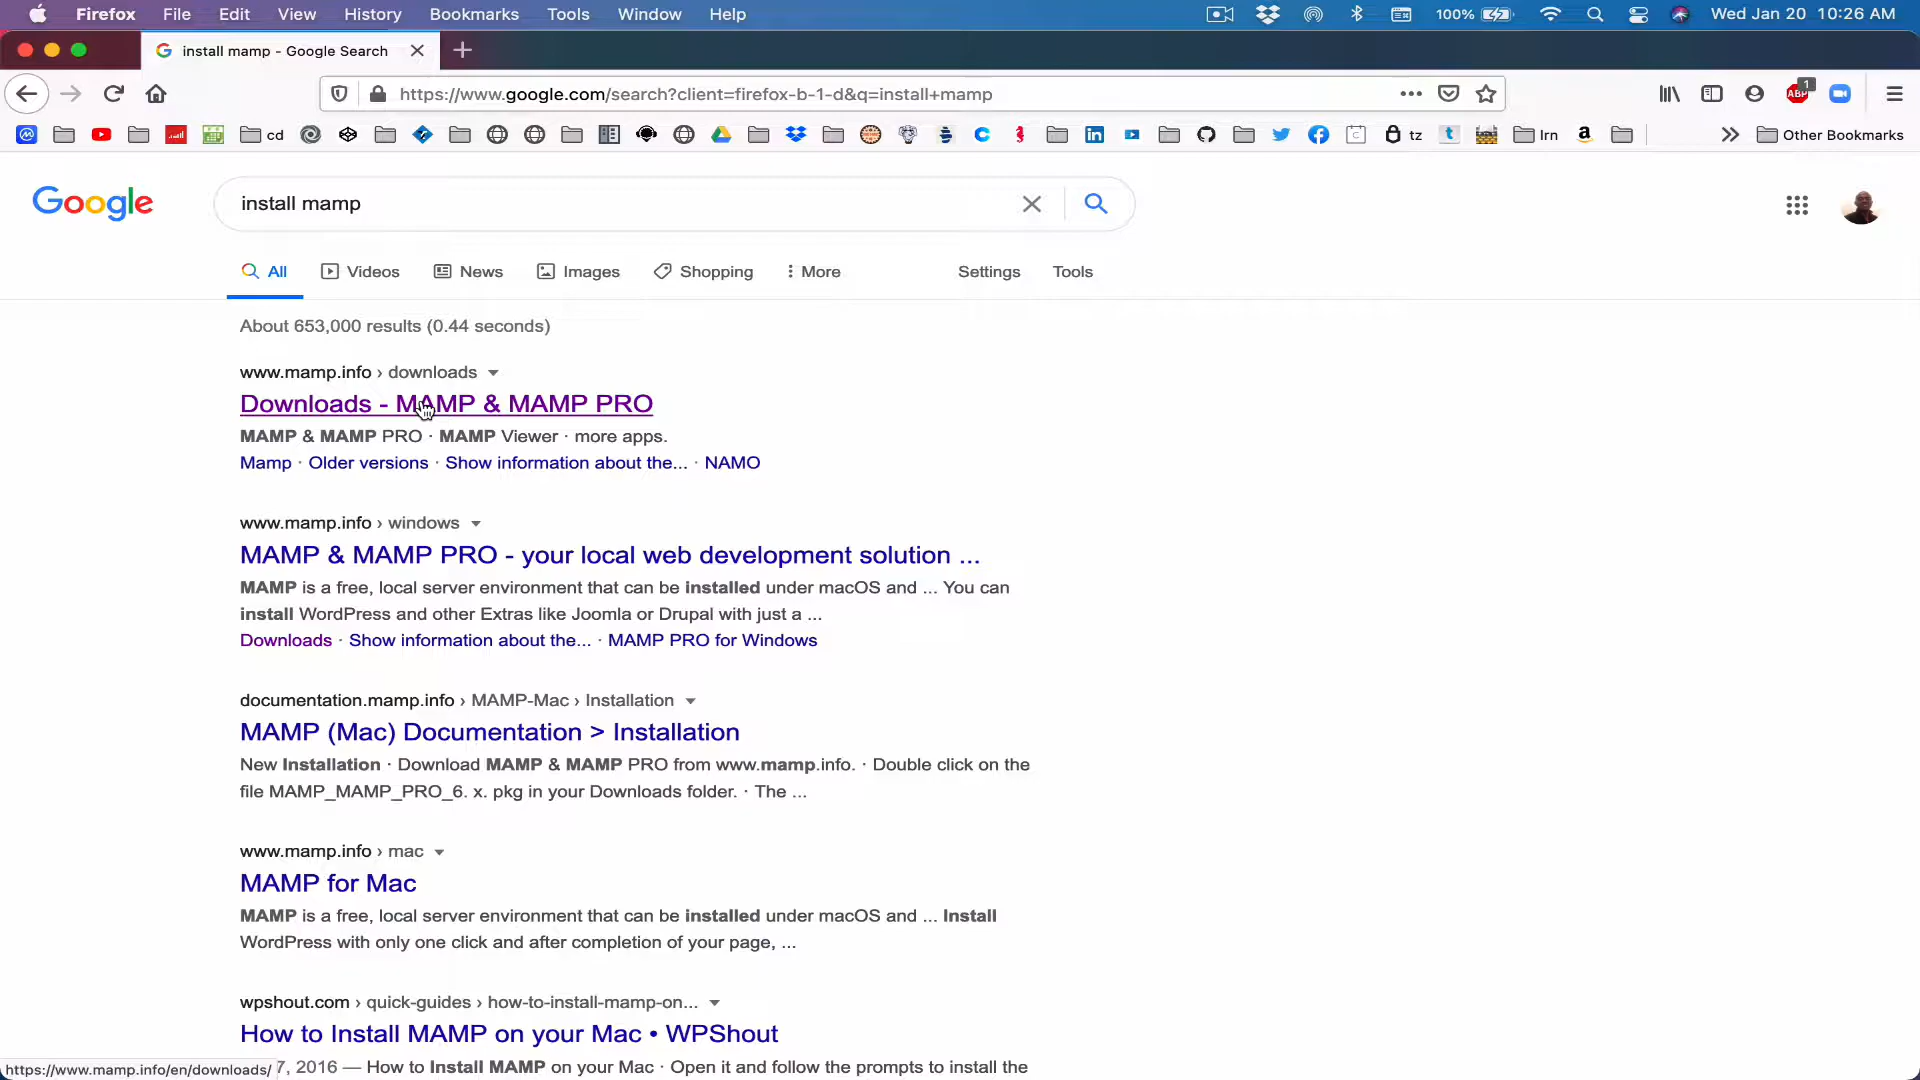 Firefox File Edit View History Bookmarks Tools Window Help 100% Wed Jan 20 10:26 AM
install mamp - Google Search
https://www.google.com/search?client=firefox-b-1-d&q=install+mamp
ABP 1
cd tz lrn Other Bookmarks
Google install mamp
All Videos News Images Shopping More Settings Tools
About 653,000 results (0.44 seconds)
www.mamp.info › downloads
Downloads - MAMP & MAMP PRO
MAMP & MAMP PRO · MAMP Viewer · more apps.
Mamp · Older versions · Show information about the... · NAMO
www.mamp.info › windows
MAMP & MAMP PRO - your local web development solution ...
MAMP is a free, local server environment that can be installed under macOS and ... You can
install WordPress and other Extras like Joomla or Drupal with just a ...
Downloads · Show information about the... · MAMP PRO for Windows
documentation.mamp.info › MAMP-Mac › Installation
MAMP (Mac) Documentation > Installation
New Installation · Download MAMP & MAMP PRO from www.mamp.info. · Double click on the
file MAMP_MAMP_PRO_6. x. pkg in your Downloads folder. · The ...
www.mamp.info › mac
MAMP for Mac
MAMP is a free, local server environment that can be installed under macOS and ... Install
WordPress with only one click and after completion of your page, ...
wpshout.com › quick-guides › how-to-install-mamp-on...
How to Install MAMP on your Mac • WPShout
7, 2016 — How to Install MAMP on your Mac · Open it and follow the prompts to install the
https://www.mamp.info/en/downloads/